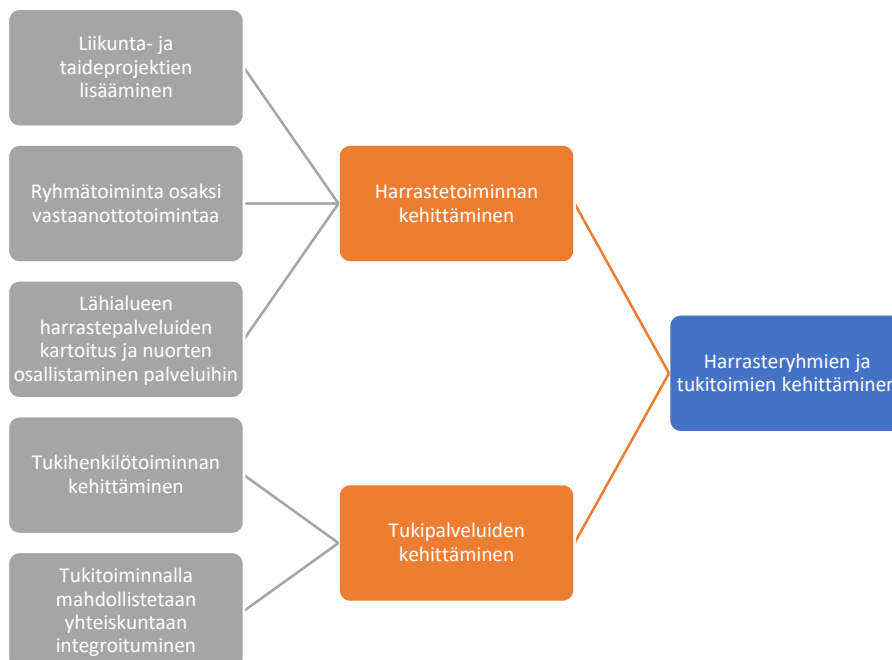 Liikunta- ja
taideprojektien
lisääminen
Ryhmätoiminta osaksi
vastaanottotoimintaa
Lähialueen
harrastepalveluiden
kartoitus ja nuorten
osallistaminen palveluihin
Tukihenkilötoiminnan
kehittäminen
Tukitoiminnalla
mahdollistetaan
yhteiskuntaan
integroituminen
Harrastetoiminnan
kehittäminen
Tukipalveluiden
kehittäminen
Harrasteryhmien ja
tukitoimien kehittäminen